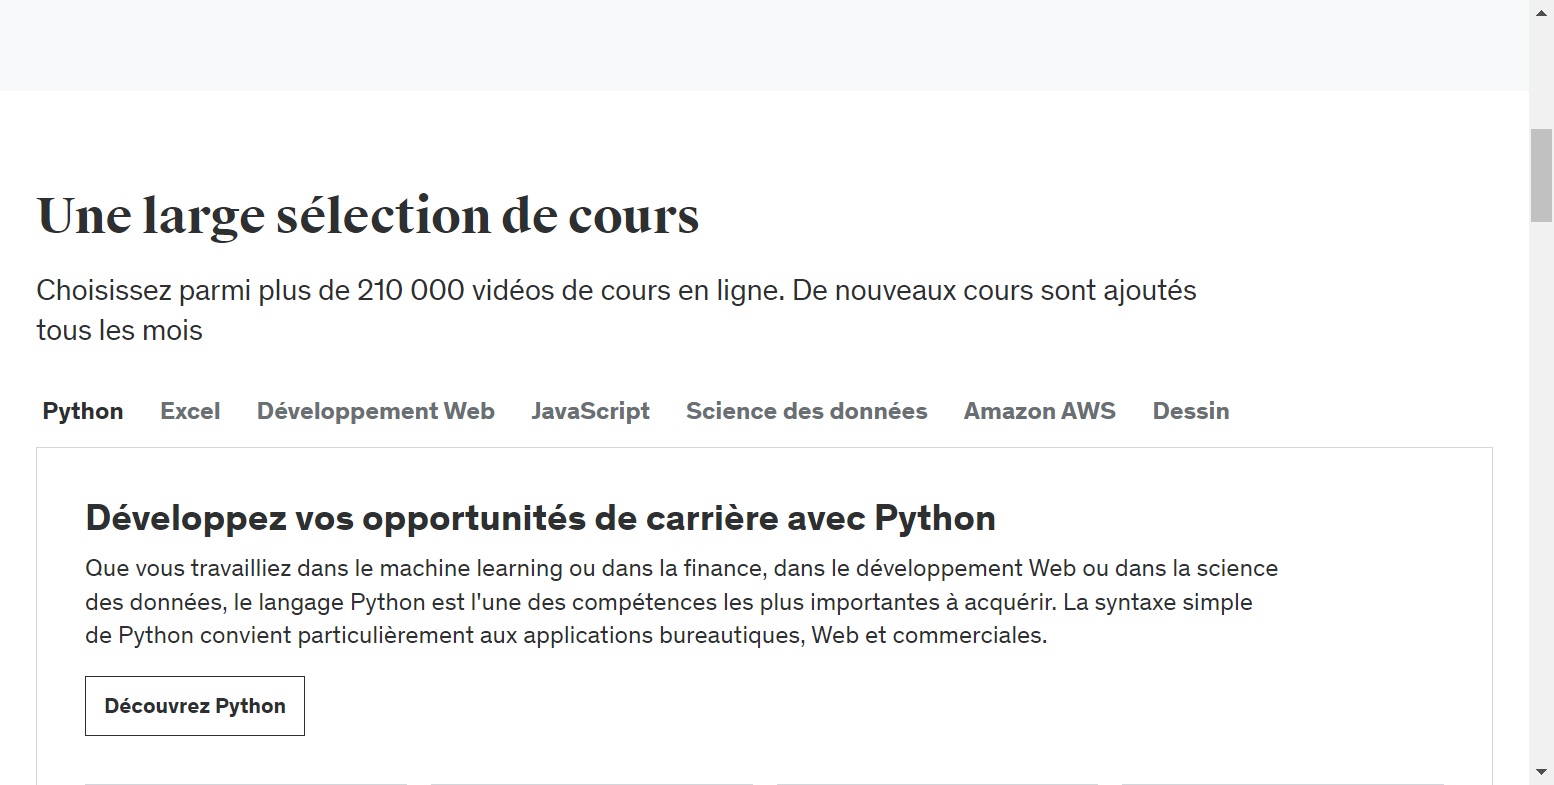 Une large sélection de cours
Choisissez parmi plus de 210 000 vidéos de cours en ligne. De nouveaux cours sont ajoutés
tous les mois
Python Excel Développement Web JavaScript Science des données Amazon AWS Dessin
Développez vos opportunités de carrière avec Python
Que vous travailliez dans le machine learning ou dans la finance, dans le développement Web ou dans la science
des données, le langage Python est l'une des compétences les plus importantes à acquérir. La syntaxe simple
de Python convient particulièrement aux applications bureautiques, Web et commerciales.
Découvrez Python